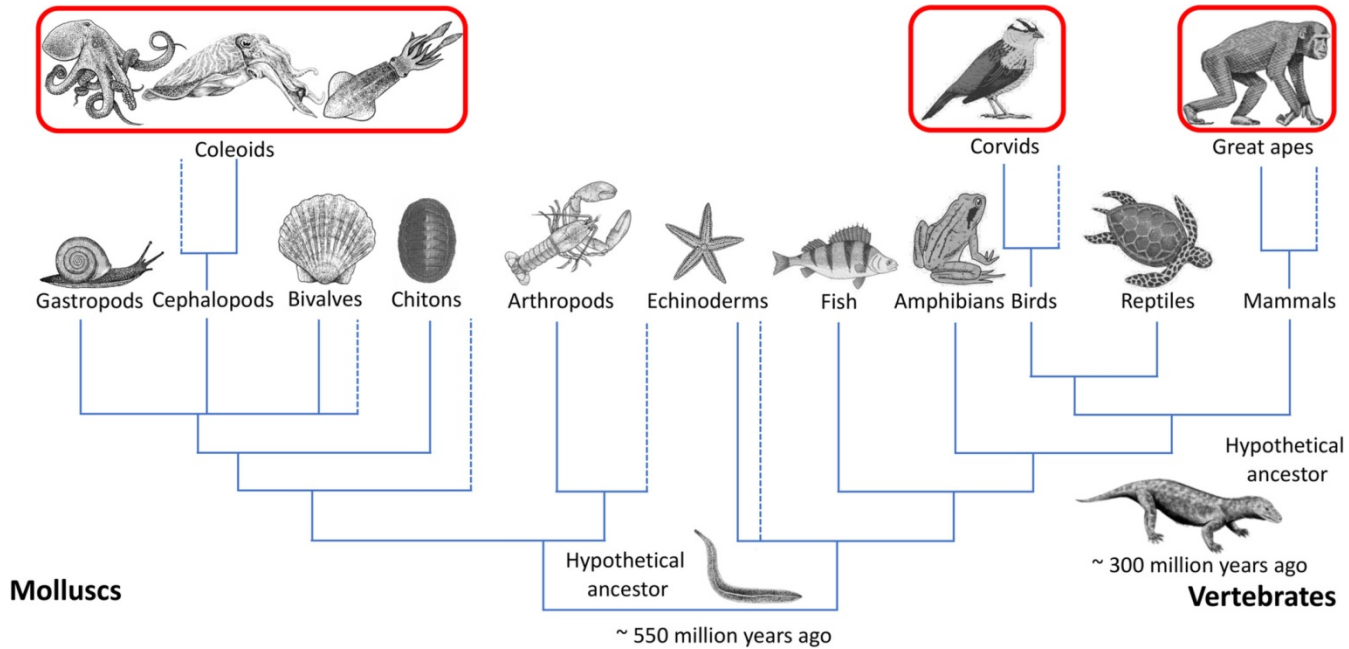 Coleoids
Corvids
Great apes
Gastropods
Cephalopods
Bivalves
Chitons
Arthropods
Echinoderms
Fish
Amphibians
Birds
Reptiles
Mammals
Hypothetical
ancestor
~ 300 million years ago
Hypothetical
ancestor
Molluscs
Vertebrates
~ 550 million years ago